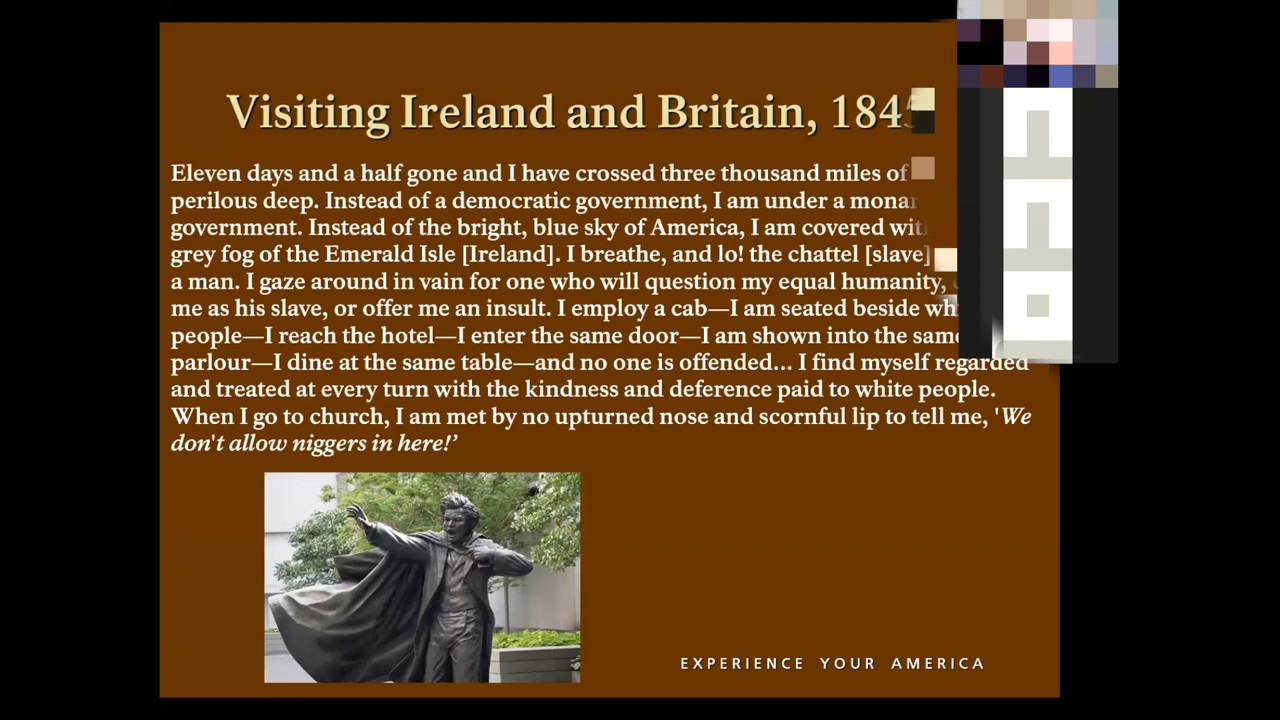 Visiting Ireland and Britain, 1845
Eleven days and a half gone and I have crossed three thousand miles of
perilous deep. Instead of a democratic government, I am under a
government. Instead of the bright, blue sky of America, I am covered with
grey fog of the Emerald Isle [Ireland]. I breathe, and lo! the chattel [slave]
a man. I gaze around in vain for one who will question my equal humanity,
me as his slave, or offer me an insult. I employ a cab—I am seated beside
people—I reach the hotel—I enter the same door—I am shown into the same
parlour—I dine at the same table—and no one is offended... I find myself regarded
and treated at every turn with the kindness and deference paid to white people.
When I go to church, I am met by no upturned nose and scornful lip to tell me, 'We
don't allow niggers in here!’
EXPERIENCE YOUR AMERICA